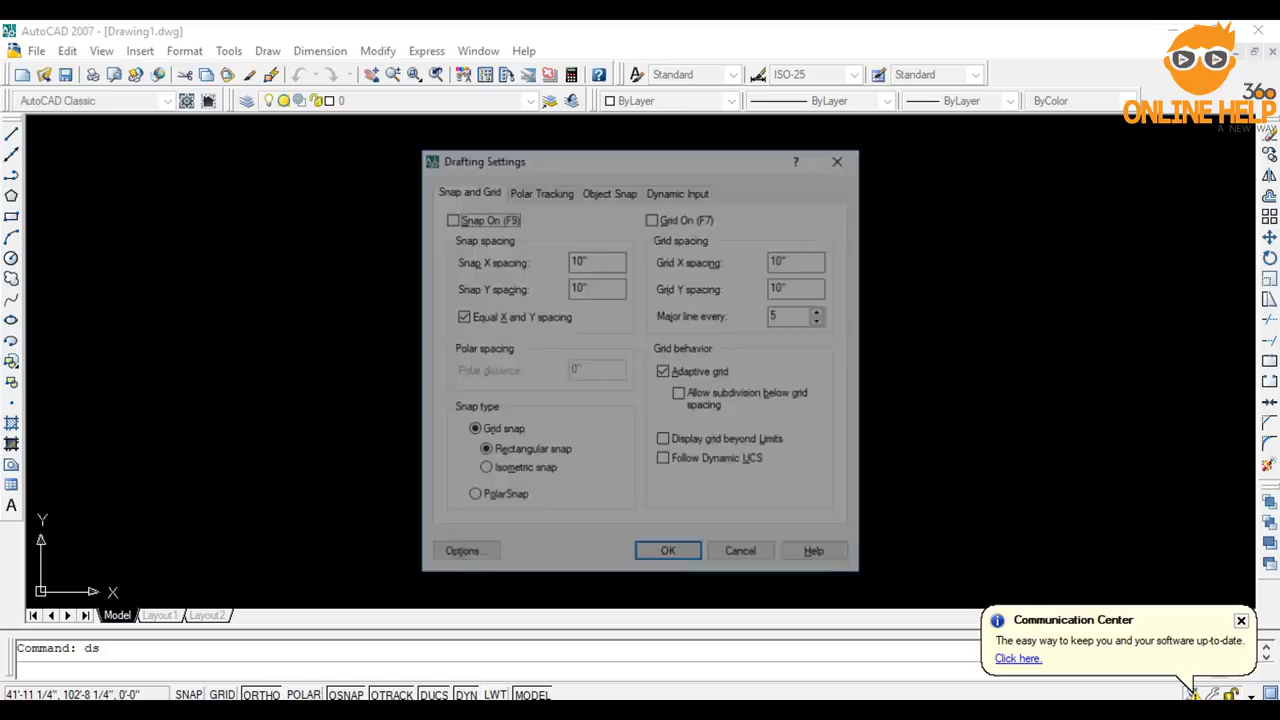 AutoCAD 2007 - [Drawing1.dwg]
File Edit View Insert Format Tools Draw Dimension Modify Express Window Help
Standard ISO-25 Standard
AutoCAD Classic 0 ByLayer ByLayer ByLayer ByColor
360
ONLINE HELP
A NEW WAY
Drafting Settings
Snap and Grid Polar Tracking Object Snap Dynamic Input
Snap On (F9)
Snap spacing
Snap X spacing: 10"
Snap Y spacing: 10"
Equal X and Y spacing
Polar spacing
Polar distance: 0"
Snap type
Grid snap
Rectangular snap
Isometric snap
PolarSnap
Grid On (F7)
Grid spacing
Grid X spacing: 10"
Grid Y spacing: 10"
Major line every: 5
Grid behavior
Adaptive grid
Allow subdivision below grid
spacing
Display grid beyond Limits
Follow Dynamic UCS
Options... OK Cancel Help
Y
X
Model Layout1 Layout2
Command: ds
Communication Center
The easy way to keep you and your software up-to-date.
Click here.
41'-11 1/4", 102'-8 1/4", 0'-0" SNAP GRID ORTHO POLAR OSNAP OTRACK DUCS DYN LWT MODEL